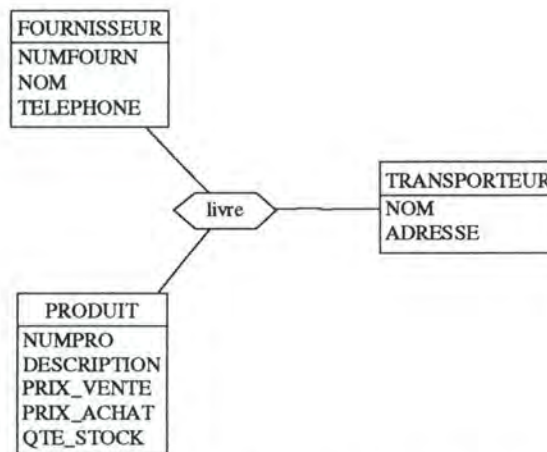 FOURNISSEUR
NUMFOURN
NOM
TELEPHONE
livre
TRANSPORTEUR
NOM
ADRESSE
PRODUIT
NUMPRO
DESCRIPTION
PRIX_VENTE
PRIX_ACHAT
QTE_STOCK